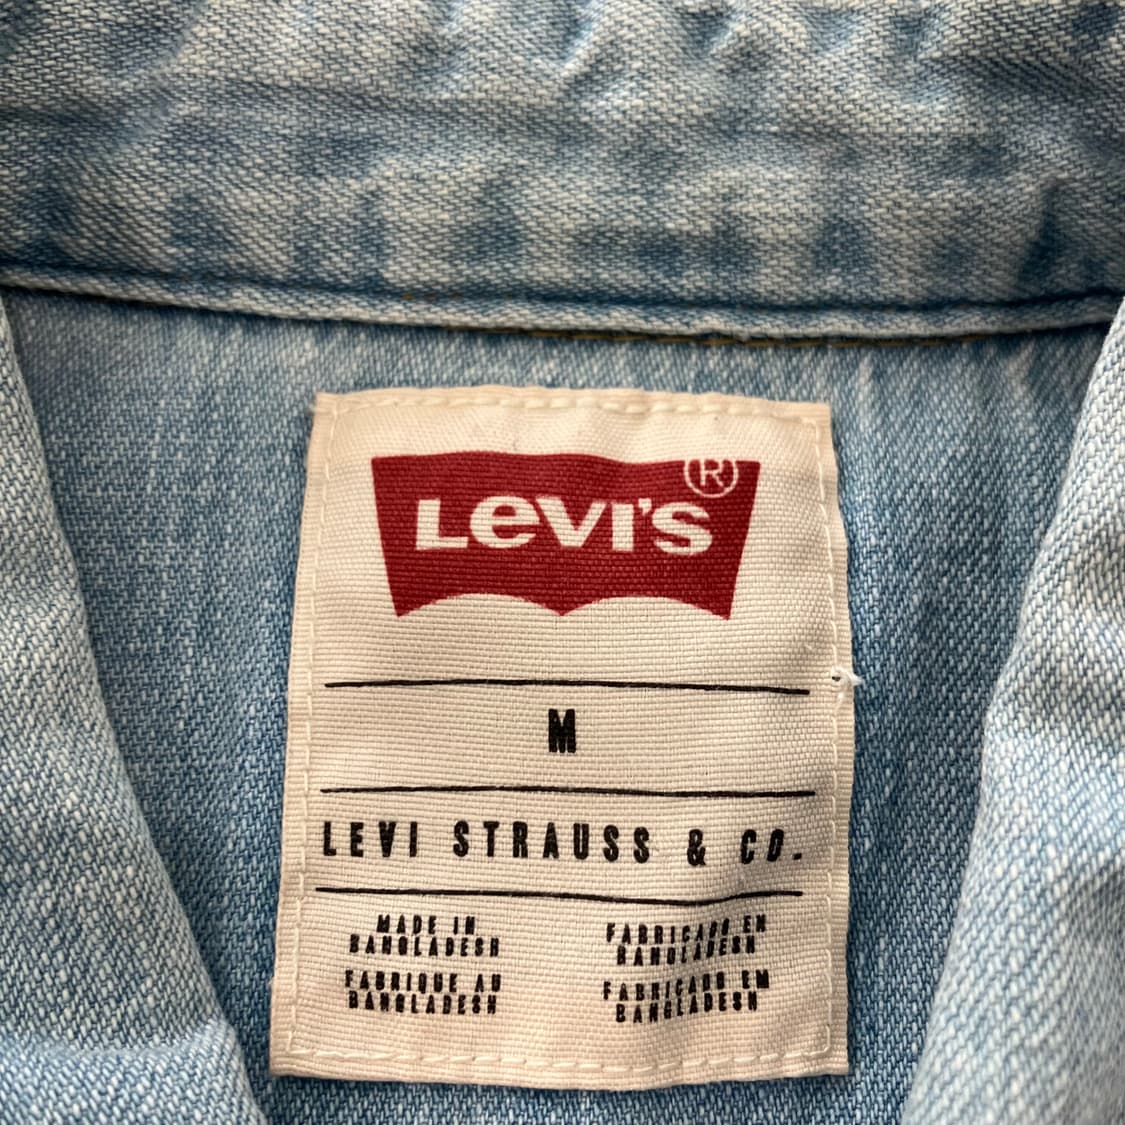 LEVI'S ®
M
LEVI STRAUSS & CO.
MADE IN
BANGLADESH
FABRIQUE AU
BANGLADESH
FABRICADO EN
BANGLADESH
FABRICADO EM
BANGLADESH